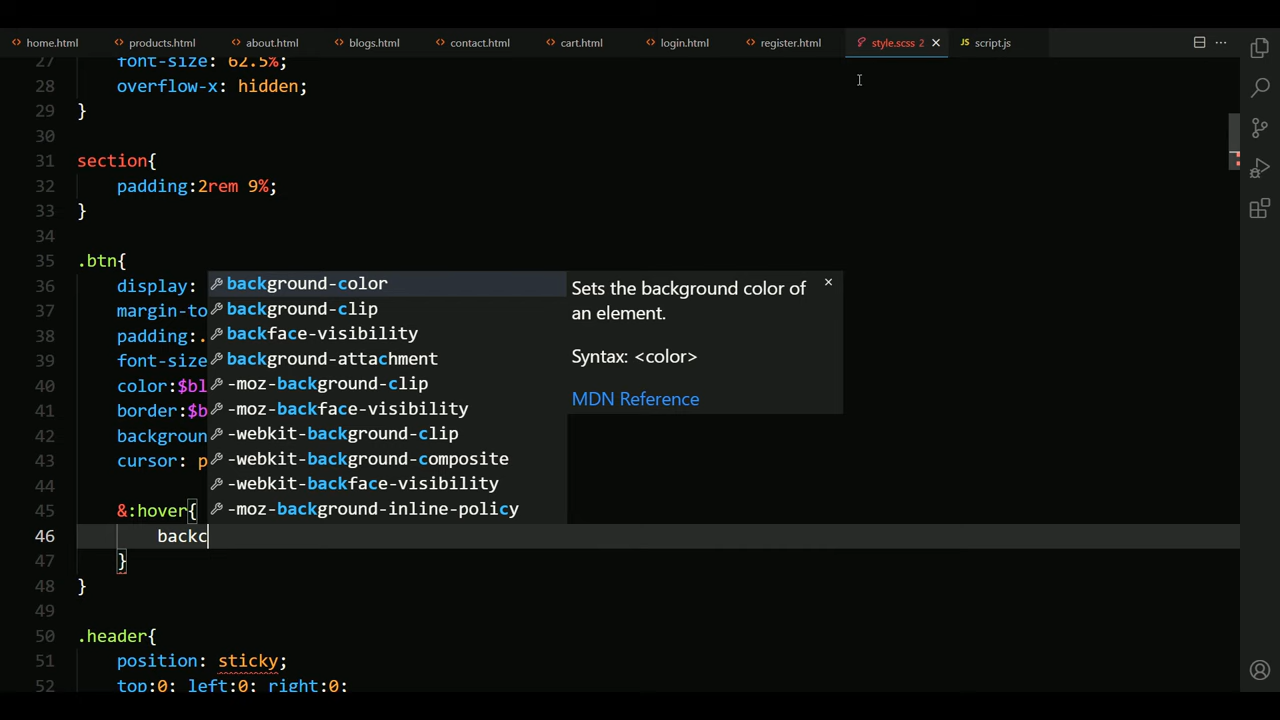 home.html products.html about.html blogs.html contact.html cart.html login.html register.html style.scss 2 script.js
27 font-size: 62.5%;
28 overflow-x: hidden;
29 }
30
31 section{
32 padding:2rem 9%;
33 }
34
35 .btn{
36 display:
37 margin-to
38 padding:.
39 font-size
40 color:$bl
41 border:$b
42 backgroun
43 cursor: p
44
45 &:hover{
46 backc
47 }
48 }
49
50 .header{
51 position: sticky;
52 top:0; left:0; right:0;
background-color
background-clip
backface-visibility
background-attachment
-moz-background-clip
-moz-backface-visibility
-webkit-background-clip
-webkit-background-composite
-webkit-backface-visibility
-moz-background-inline-policy
Sets the background color of
an element.
Syntax: <color>
MDN Reference